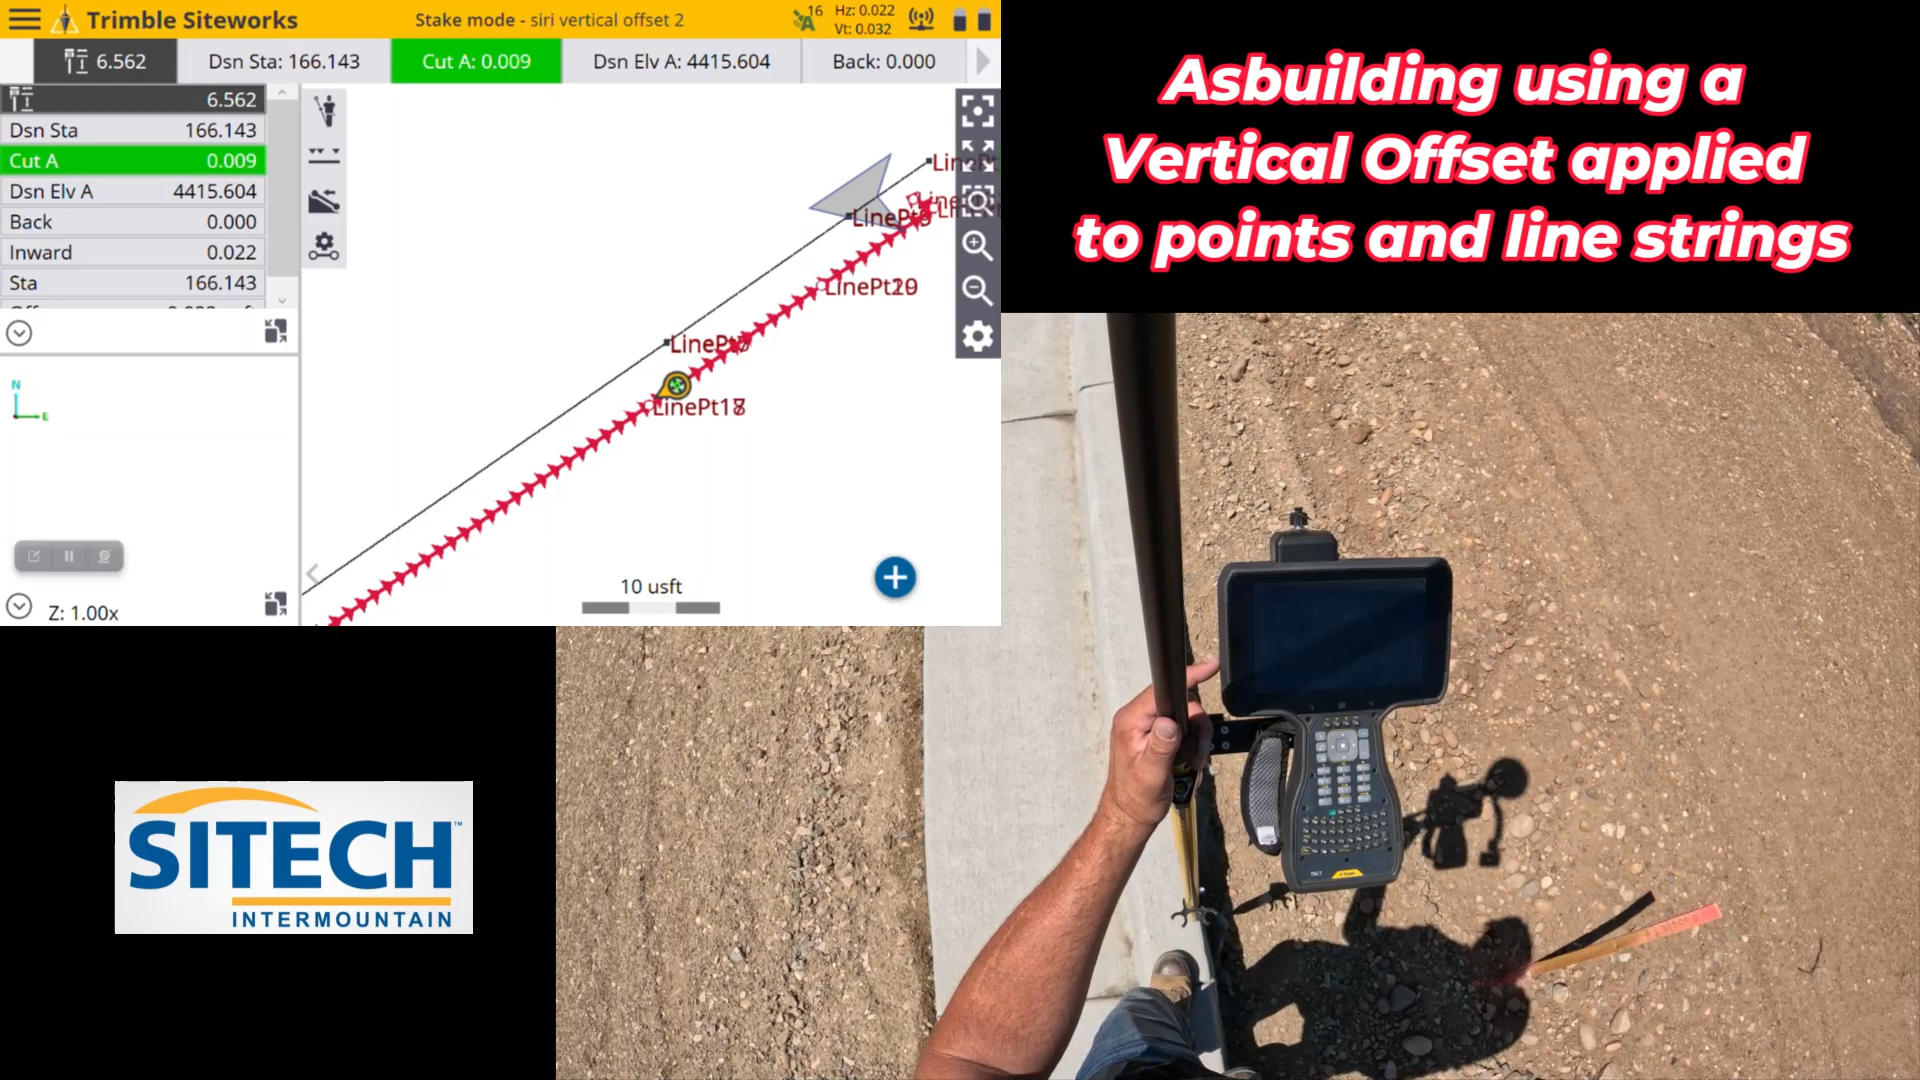 Trimble Siteworks
Stake mode - siri vertical offset 2
16
Hz: 0.022
Vt: 0.032
6.562
Dsn Sta: 166.143
Cut A: 0.009
Dsn Elv A: 4415.604
Back: 0.000
6.562
Dsn Sta 166.143
Cut A 0.009
Dsn Elv A 4415.604
Back 0.000
Inward 0.022
Sta 166.143
N
E
Z: 1.00x
LinePt18
10 usft
Asbuilding using a
Vertical Offset applied
to points and line strings
SITECH™
INTERMOUNTAIN
TSC7